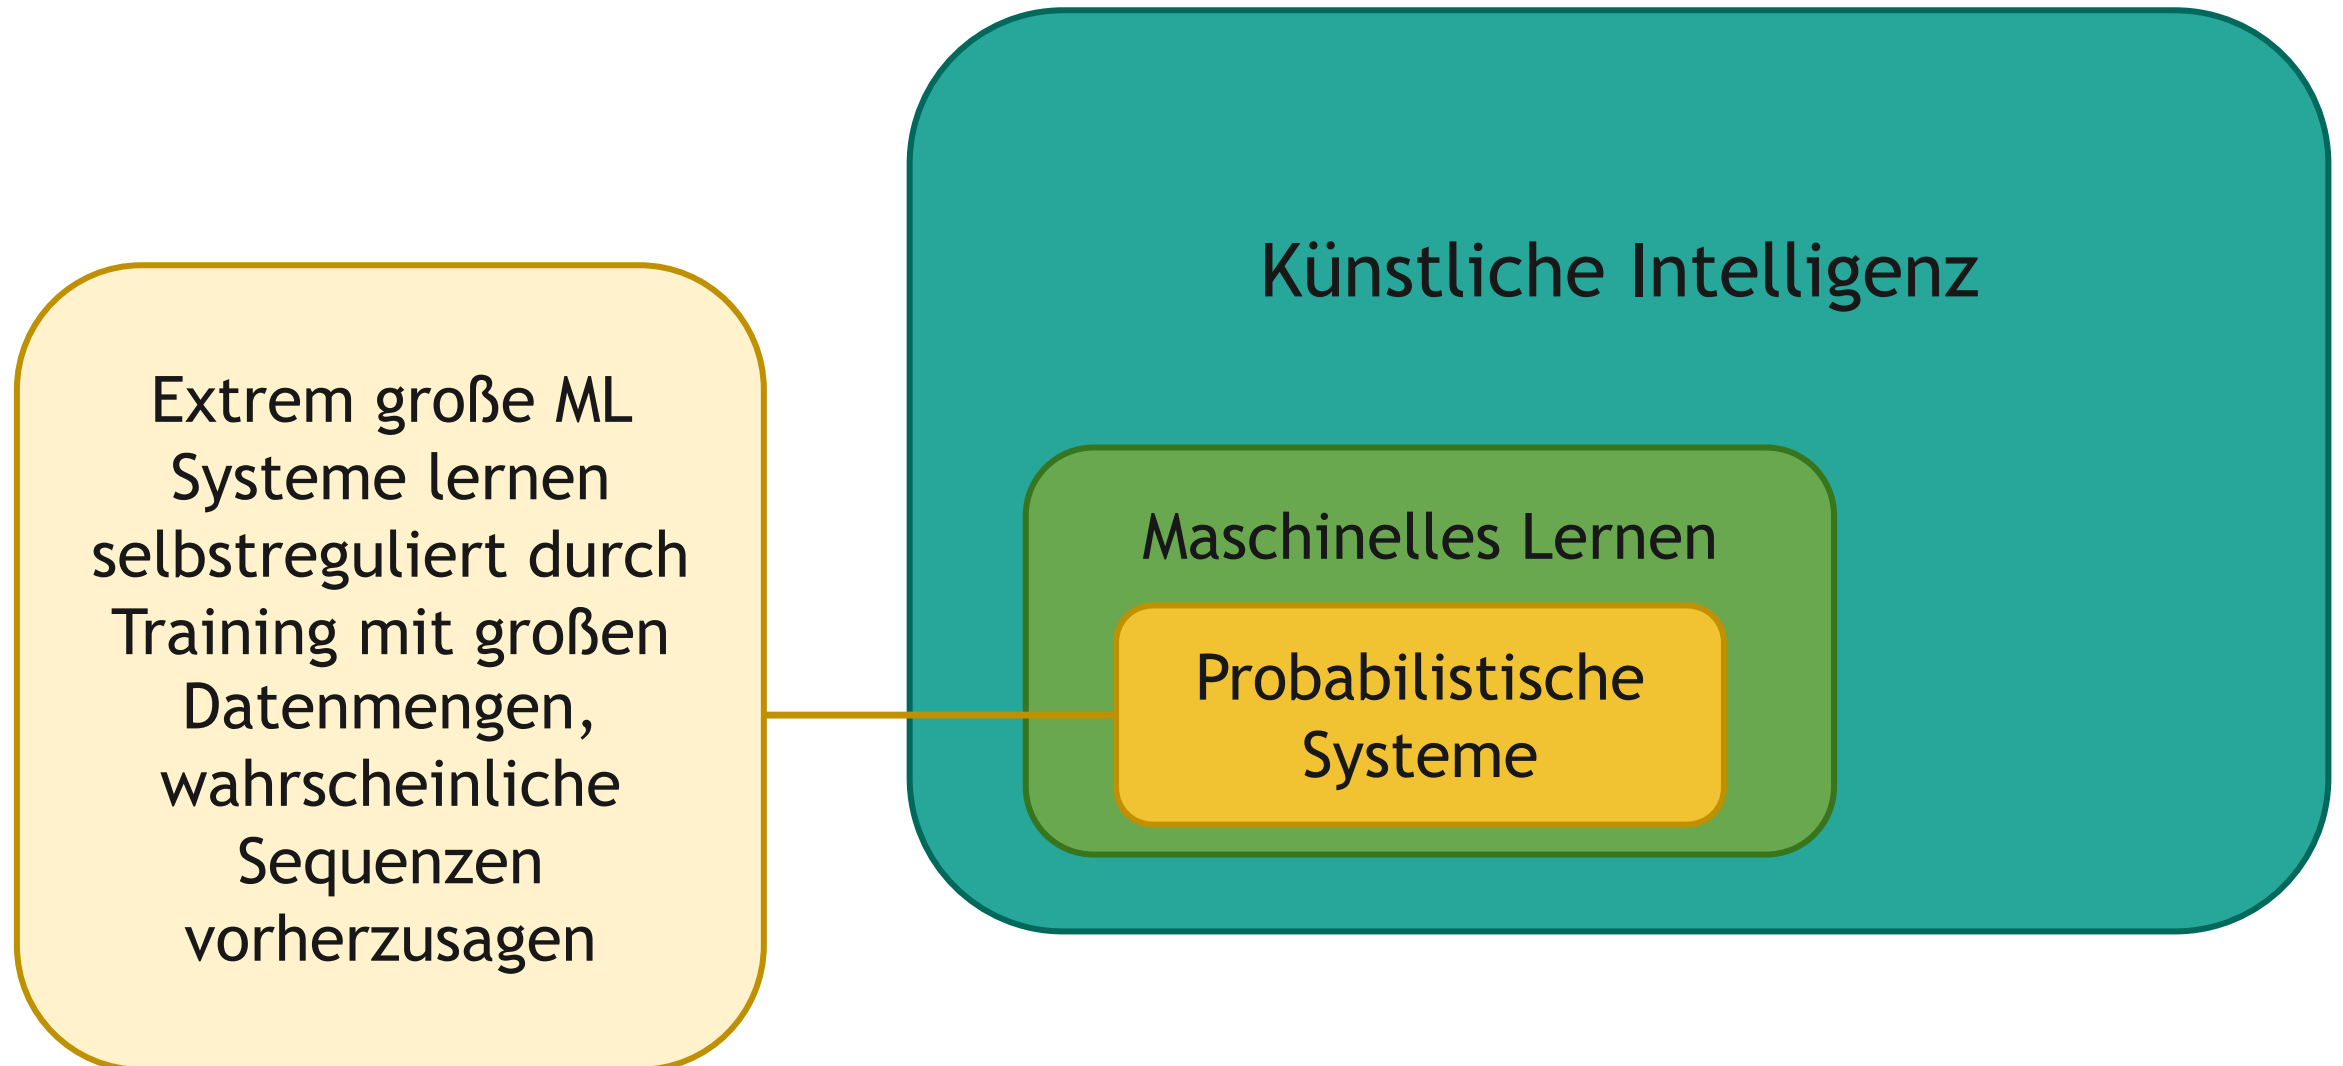 Künstliche Intelligenz
Extrem große ML
Systeme lernen
selbstreguliert durch
Training mit großen
Datenmengen,
wahrscheinliche
Sequenzen
vorherzusagen
Maschinelles Lernen
Probabilistische
Systeme